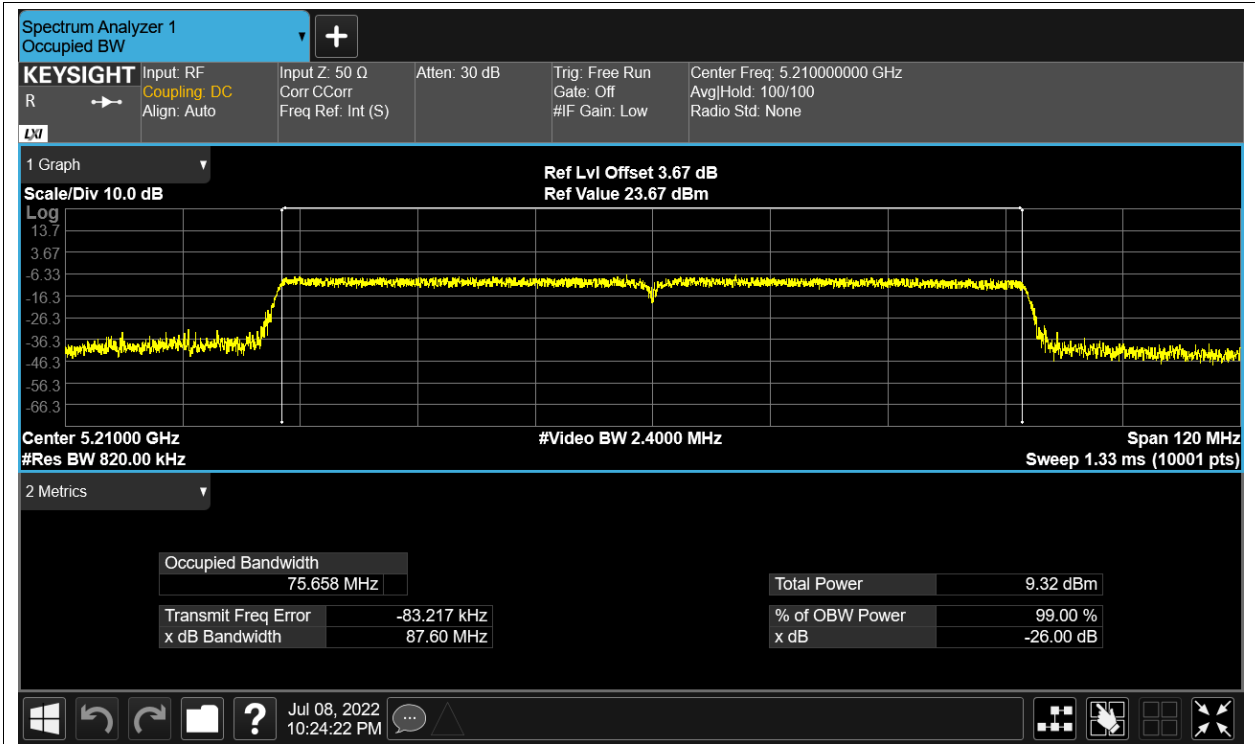 Spectrum Analyzer 1
Occupied BW
KEYSIGHT
R
LXI
Input: RF
Coupling: DC
Align: Auto
Input Z: 50 Ω
Corr CCorr
Freq Ref: Int (S)
Atten: 30 dB
Trig: Free Run
Gate: Off
#IF Gain: Low
Center Freq: 5.210000000 GHz
Avg|Hold: 100/100
Radio Std: None
1 Graph
Scale/Div 10.0 dB
Ref Lvl Offset 3.67 dB
Ref Value 23.67 dBm
Log
13.7
3.67
-6.33
-16.3
-26.3
-36.3
-46.3
-56.3
-66.3
Center 5.21000 GHz
#Video BW 2.4000 MHz
Span 120 MHz
#Res BW 820.00 kHz
Sweep 1.33 ms (10001 pts)
2 Metrics
Occupied Bandwidth
75.658 MHz
Total Power 9.32 dBm
Transmit Freq Error -83.217 kHz
% of OBW Power 99.00 %
x dB Bandwidth 87.60 MHz
x dB -26.00 dB
?
Jul 08, 2022
10:24:22 PM